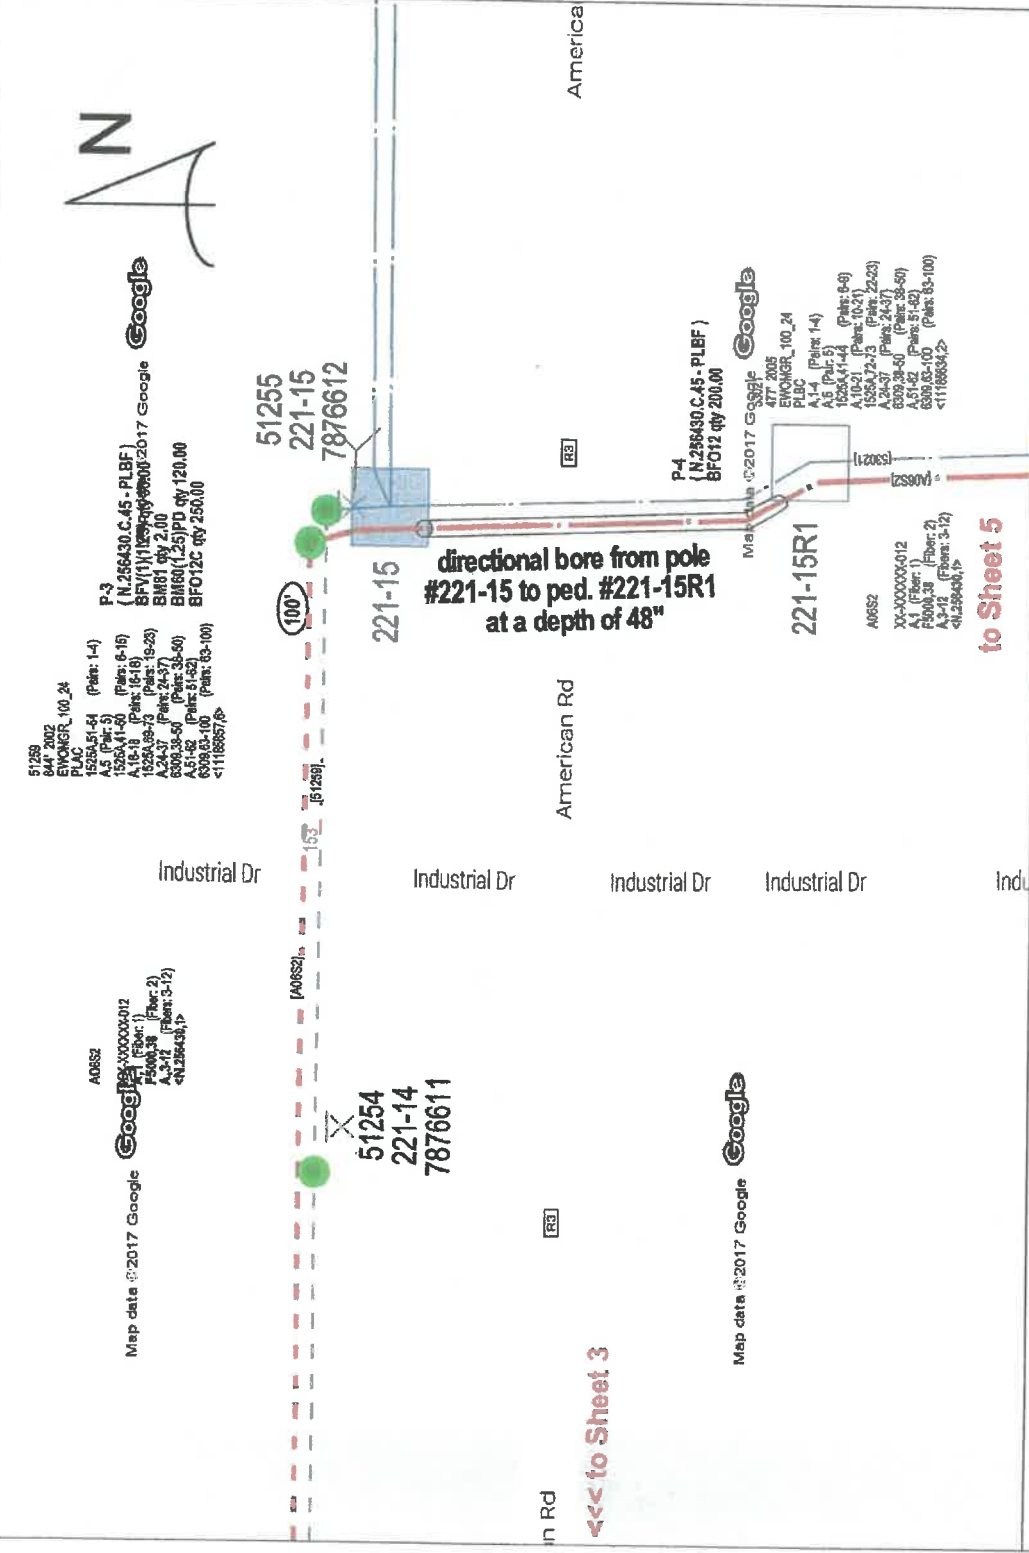 N
51259
644' 2002
EWOMGR_100_24
PLAC
1525A,51-54 (Pairs: 1-4)
A,5 (Pair: 5)
1525A,41-50 (Pairs: 6-15)
A,16-18 (Pairs: 16-18)
1525A,69-73 (Pairs: 19-23)
A,24-37 (Pairs: 24-37)
6309,38-50 (Pairs: 38-50)
A,51-62 (Pairs: 51-62)
6309,63-100 (Pairs: 63-100)
<11186857,6>
P-3
( N.256430.C.45 - PLBF )
BM81 qty 2.00
BM60(1.25)PD qty 120.00
BFO12C qty 250.00
2017 Google Google
51255
221-15
7876612
100'
221-15
directional bore from pole
#221-15 to ped. #221-15R1
at a depth of 48"
P-4
( N.256430.C.45 - PLBF )
BFO12 qty 200.00
©2017 Google Google
477' 2005
EWOMGR_100_24
PLBC
A,1-4 (Pairs: 1-4)
A,5 (Pair: 5)
1525A,41-44 (Pairs: 6-9)
A,10-21 (Pairs: 10-21)
1525A,72-73 (Pairs: 22-23)
A,24-37 (Pairs: 24-37)
6309,38-50 (Pairs: 38-50)
A,51-62 (Pairs: 51-62)
6309,63-100 (Pairs: 63-100)
<11186634,2>
America
R3
221-15R1
[53021]
[A06S2]
A06S2
XX-XXXXX-012
A,1 (Fiber: 1)
F5000,38 (Fiber: 2)
A,3-12 (Fibers: 3-12)
<N.256430,1>
to Sheet 5
American Rd
[51259]
153
[A06S2]
Industrial Dr
Industrial Dr
Industrial Dr
Industrial Dr
Indu
A06S2
XX-XXXXX-012
A,1 (Fiber: 1)
F5000,38 (Fiber: 2)
A,3-12 (Fibers: 3-12)
<N.256430,1>
Map data ©2017 Google Google
51254
221-14
7876611
R3
Map data ©2017 Google Google
n Rd
<<< to Sheet 3